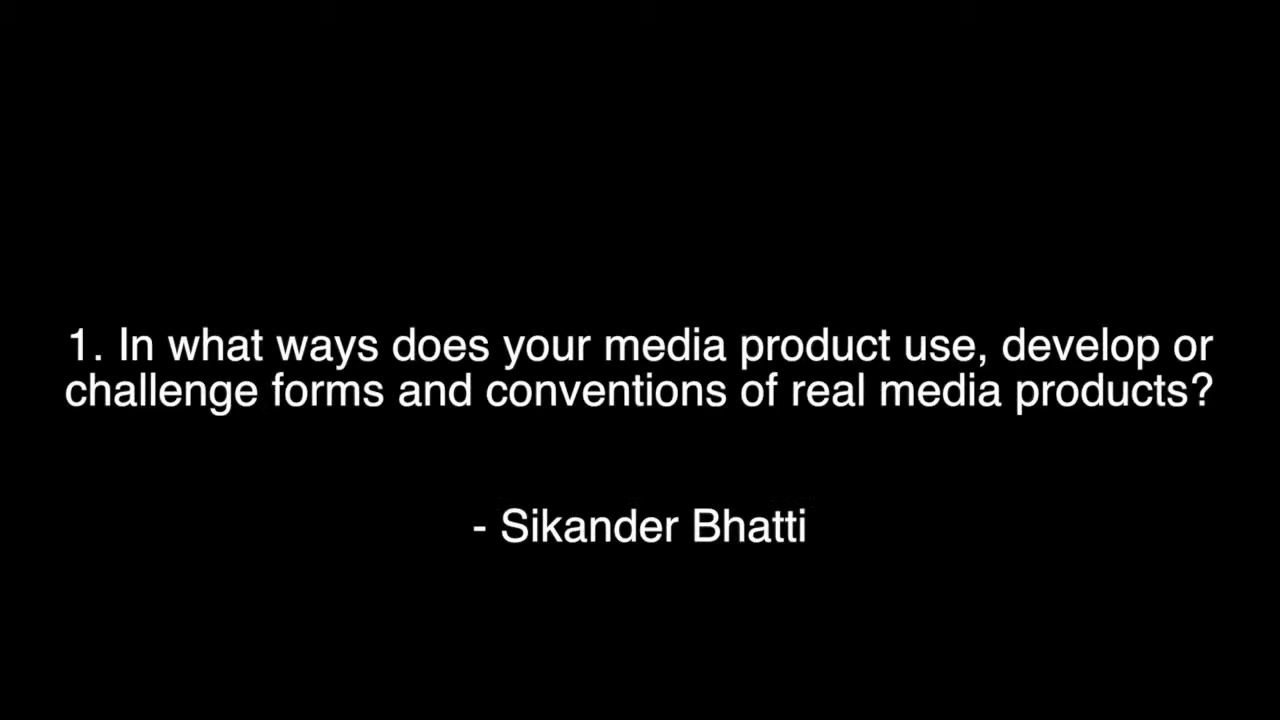 1. In what ways does your media product use, develop or
challenge forms and conventions of real media products?
- Sikander Bhatti